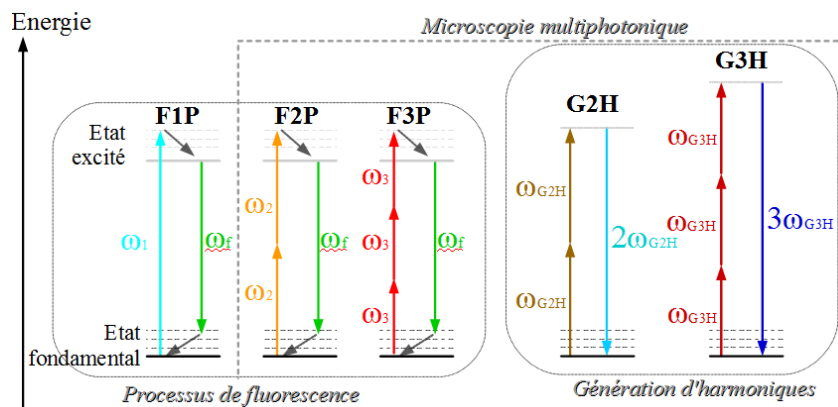 Energie
Microscopie multiphotonique
G3H
F1P
F2P
F3P
G2H
Etat
excité
ω1
ωf
ω2
ω2
ωf
ω3
ω3
ω3
ωf
ωG2H
ωG2H
2ωG2H
ωG3H
ωG3H
ωG3H
3ωG3H
Etat
fondamental
Processus de fluorescence
Génération d'harmoniques